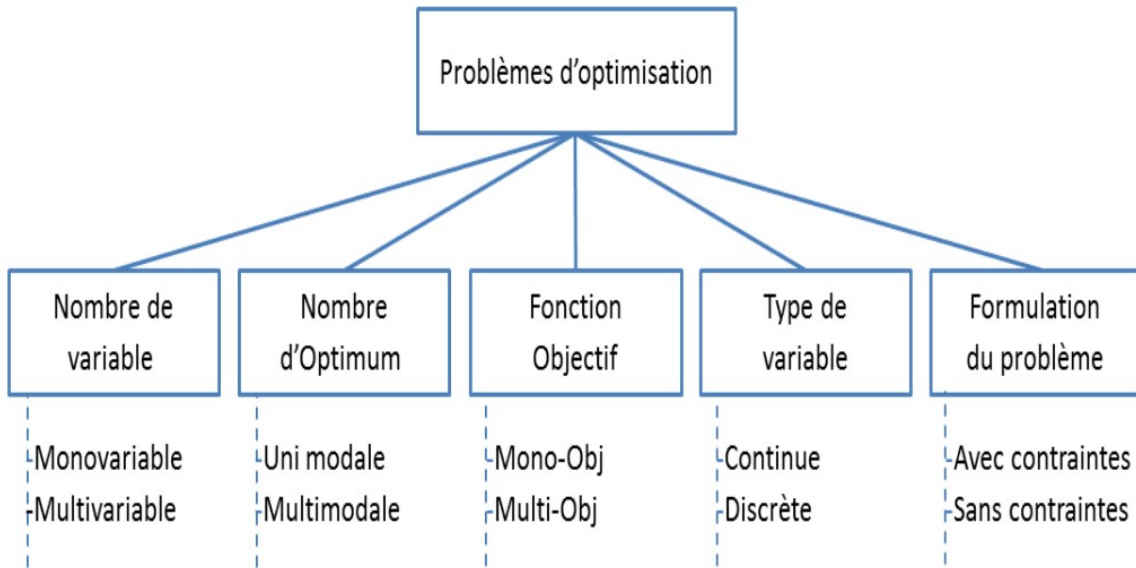 Problèmes d'optimisation
Nombre de
variable
Nombre
d'Optimum
Fonction
Objectif
Type de
variable
Formulation
du problème
-Monovariable
-Multivariable
-Uni modale
-Multimodale
-Mono-Obj
-Multi-Obj
-Continue
-Discrète
-Avec contraintes
-Sans contraintes